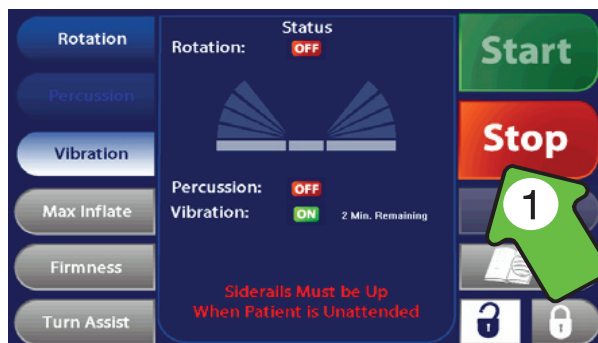 Rotation
Percussion
Vibration
Max Inflate
Firmness
Turn Assist
Status
Rotation: OFF
Percussion: OFF
Vibration: ON 2 Min. Remaining
Siderails Must be Up
When Patient is Unattended
Start
Stop
1